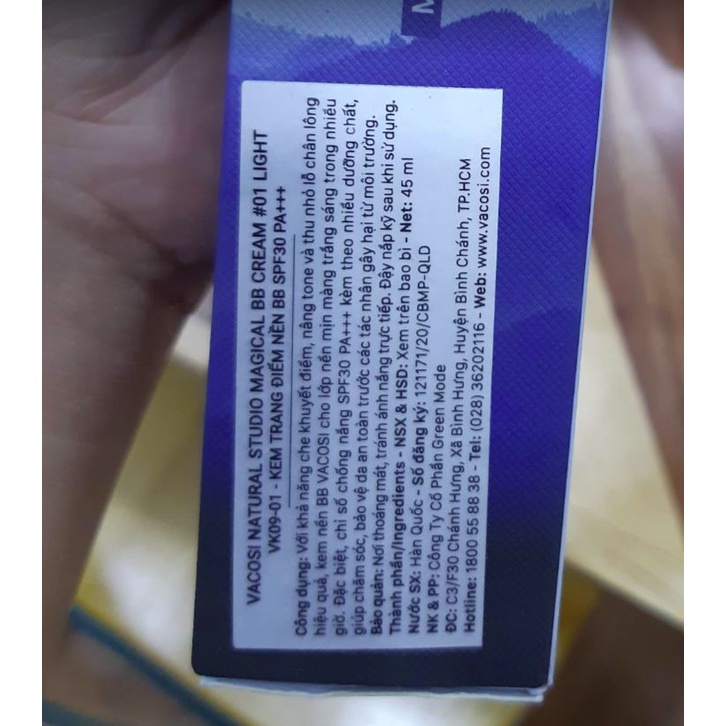 VACOSI NATURAL STUDIO MAGICAL BB CREAM #01 LIGHT
VK09-01 - KEM TRANG ĐIỂM NỀN BB SPF30 PA+++
Công dụng: Với khả năng che khuyết điểm, nâng tone và thu nhỏ lỗ chân lông
hiệu quả, kem nền BB VACOSI cho lớp nền mịn màng trắng sáng trong nhiều
giờ. Đặc biệt, chỉ số chống nắng SPF30 PA+++ kèm theo nhiều dưỡng chất,
giúp chăm sóc, bảo vệ da an toàn trước các tác nhân gây hại từ môi trường.
Bảo quản: Nơi thoáng mát, tránh ánh nắng trực tiếp. Đậy nắp kỹ sau khi sử dụng.
Thành phần/Ingredients - NSX & HSD: Xem trên bao bì - Net: 45 ml
Nước SX: Hàn Quốc - Số đăng ký: 121171/20/CBMP-QLD
NK & PP: Công Ty Cổ Phần Green Mode
ĐC: C3/F30 Chánh Hưng, Xã Bình Hưng, Huyện Bình Chánh, TP.HCM
Hotline: 1800 55 88 38 - Tel: (028) 36202116 - Web: www.vacosi.com